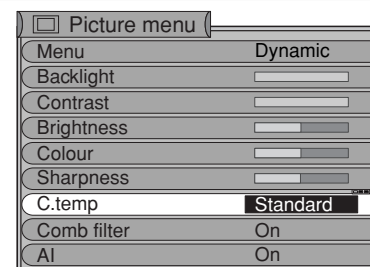 Picture menu
Menu Dynamic
Backlight
Contrast
Brightness
Colour
Sharpness
C.temp Standard
Comb filter On
AI On